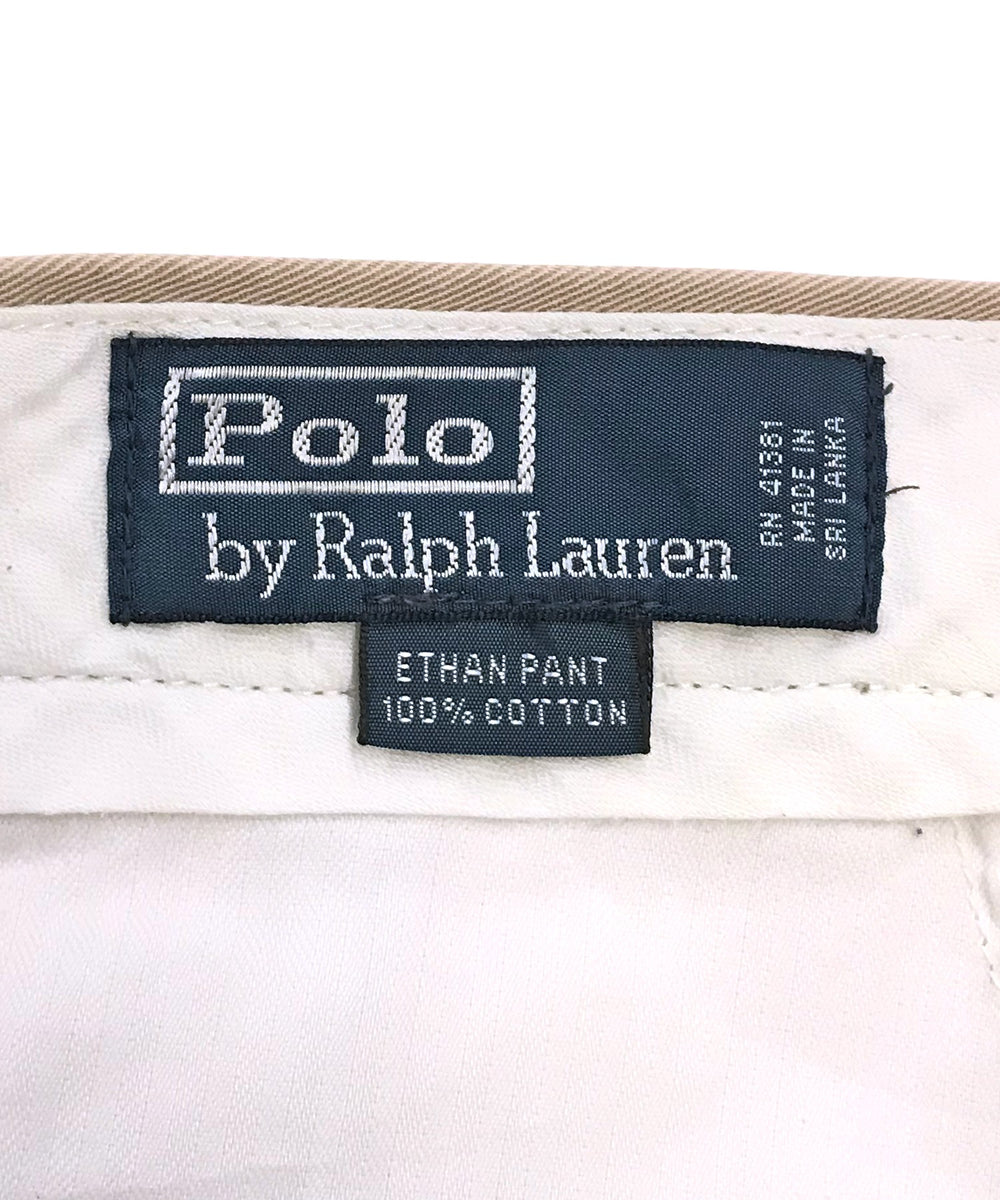 Polo
by Ralph Lauren
RN 41381
MADE IN
SRI LANKA
ETHAN PANT
100% COTTON